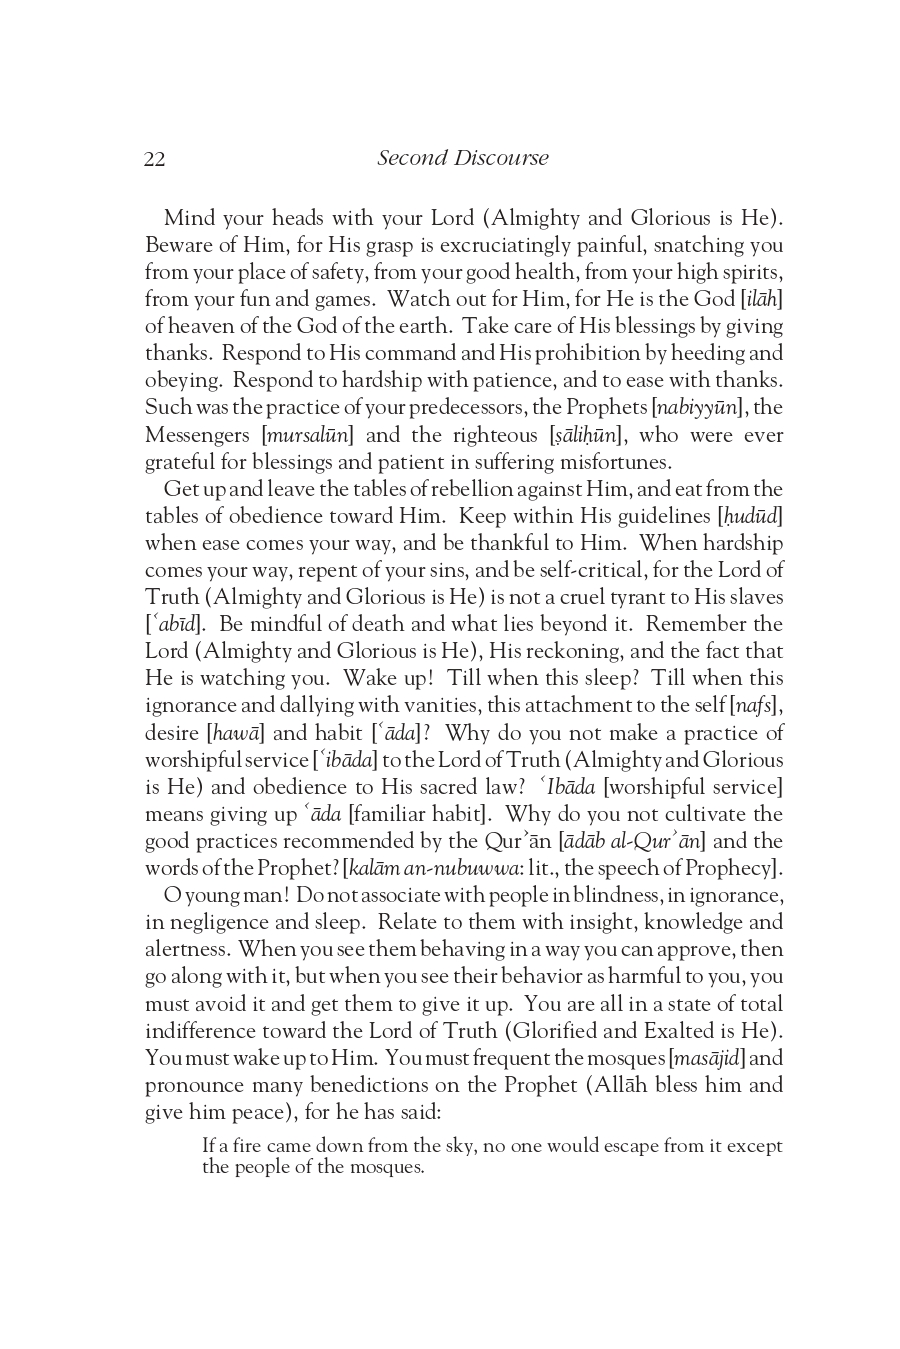 22
Second Discourse
Mind your heads with your Lord (Almighty and Glorious is He).
Beware of Him, for His grasp is excruciatingly painful, snatching you
from your place of safety, from your good health, from your high spirits,
from your fun and games. Watch out for Him, for He is the God [ilāh]
of heaven of the God of the earth. Take care of His blessings by giving
thanks. Respond to His command and His prohibition by heeding and
obeying. Respond to hardship with patience, and to ease with thanks.
Such was the practice of your predecessors, the Prophets [nabiyyūn], the
Messengers [mursalūn] and the righteous [ṣāliḥūn], who were ever
grateful for blessings and patient in suffering misfortunes.
Get up and leave the tables of rebellion against Him, and eat from the
tables of obedience toward Him. Keep within His guidelines [ḥudūd]
when ease comes your way, and be thankful to Him. When hardship
comes your way, repent of your sins, and be self-critical, for the Lord of
Truth (Almighty and Glorious is He) is not a cruel tyrant to His slaves
[ʿabīd]. Be mindful of death and what lies beyond it. Remember the
Lord (Almighty and Glorious is He), His reckoning, and the fact that
He is watching you. Wake up! Till when this sleep? Till when this
ignorance and dallying with vanities, this attachment to the self [nafs],
desire [hawā] and habit [ʿāda]? Why do you not make a practice of
worshipful service [ʿibāda] to the Lord of Truth (Almighty and Glorious
is He) and obedience to His sacred law? ʿIbāda [worshipful service]
means giving up ʿāda [familiar habit]. Why do you not cultivate the
good practices recommended by the Qurʾān [ādāb al-Qurʾān] and the
words of the Prophet? [kalām an-nubuwwa: lit., the speech of Prophecy].
O young man! Do not associate with people in blindness, in ignorance,
in negligence and sleep. Relate to them with insight, knowledge and
alertness. When you see them behaving in a way you can approve, then
go along with it, but when you see their behavior as harmful to you, you
must avoid it and get them to give it up. You are all in a state of total
indifference toward the Lord of Truth (Glorified and Exalted is He).
You must wake up to Him. You must frequent the mosques [masājid] and
pronounce many benedictions on the Prophet (Allāh bless him and
give him peace), for he has said:
If a fire came down from the sky, no one would escape from it except
the people of the mosques.